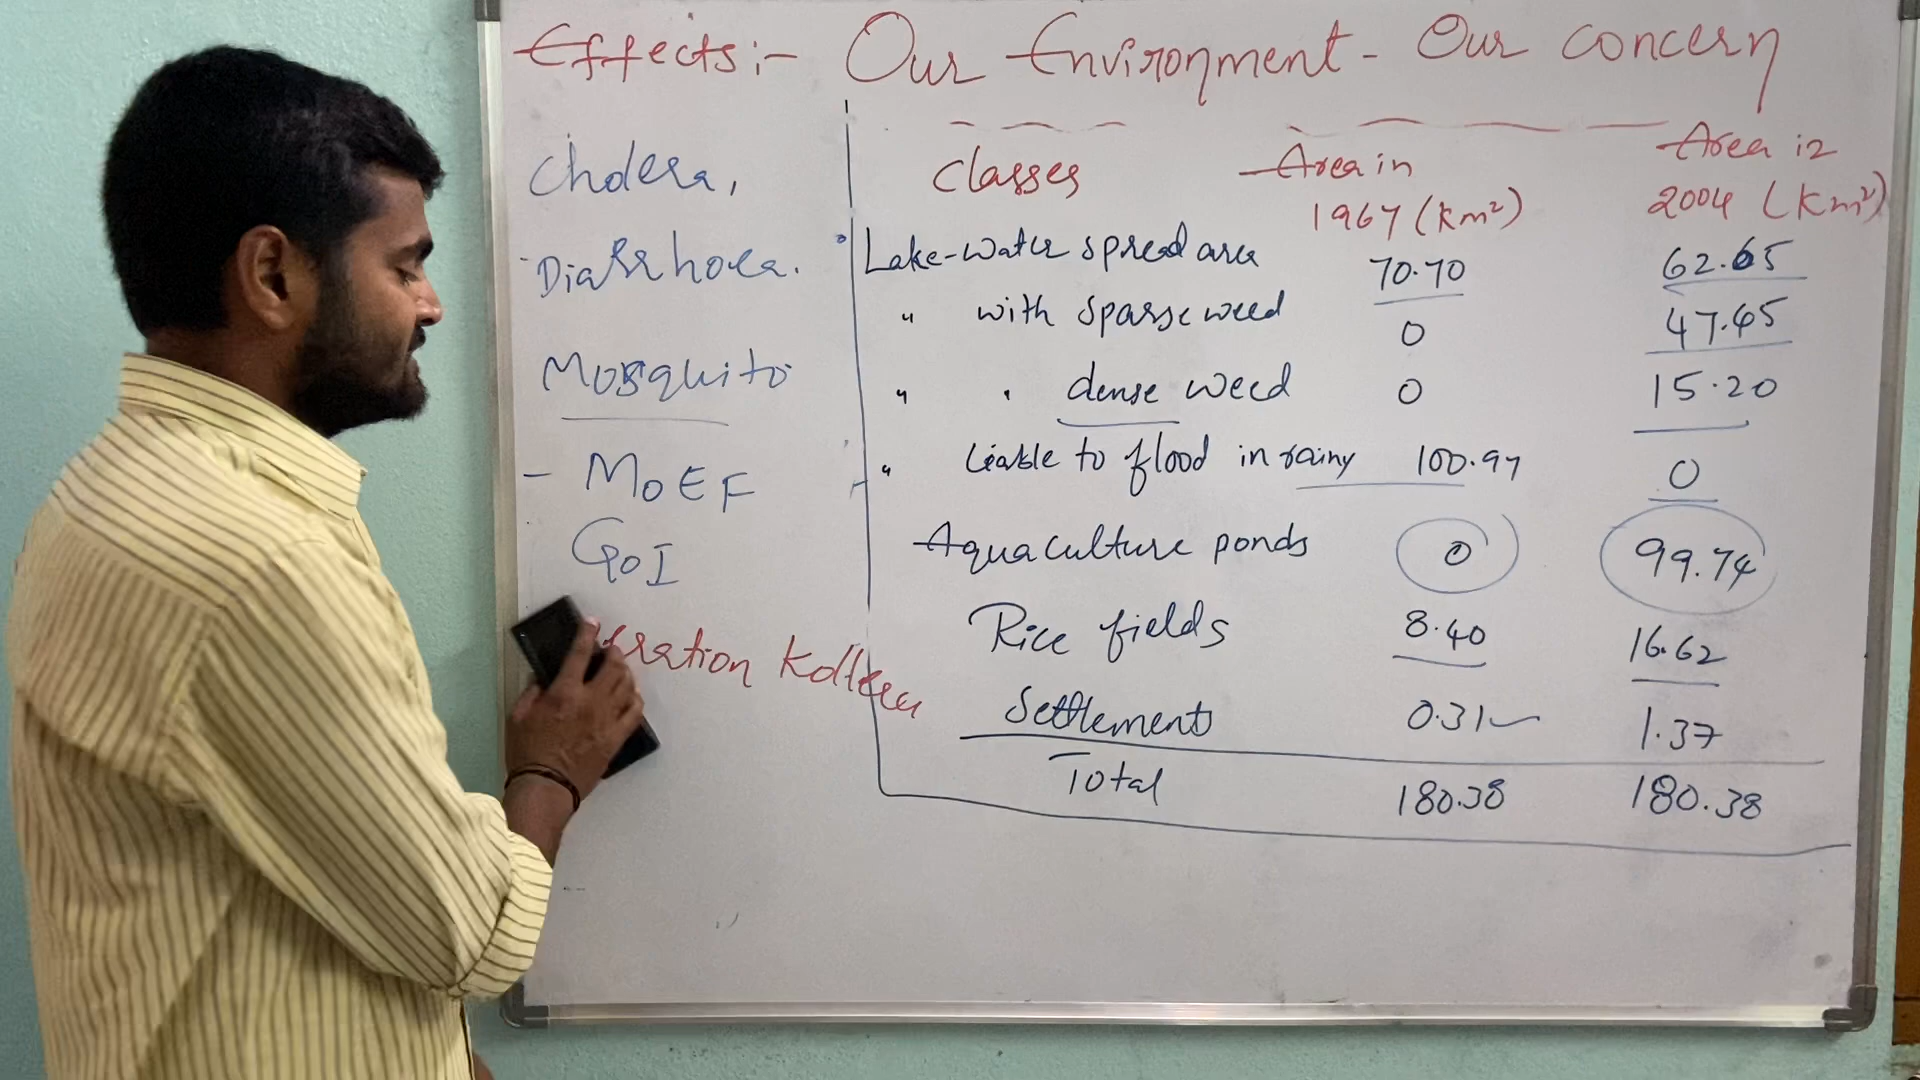 Effects:- Our Environment - Our concern
Cholera,
Diarrhoea.
Mosquito
- MoEF
GoI
ration Kolleru
Classes Area in 1967 (Km²) Area in 2004 (Km²)
Lake-Water spread area 70.70 62.65
" with sparse weed 0 47.45
" " dense weed 0 15.20
" Liable to flood in rainy 100.97 0
Aquaculture ponds 0 99.74
Rice fields 8.40 16.62
Settlements 0.31 1.37
Total 180.38 180.38